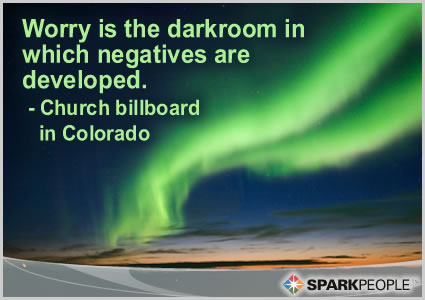 Worry is the darkroom in
which negatives are
developed.
- Church billboard
in Colorado
SPARKPEOPLE